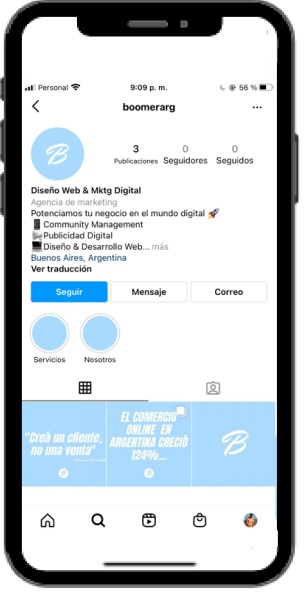 Personal 9:09 p. m. 56 %
boomerarg
B
3 0 0
Publicaciones Seguidores Seguidos
Diseño Web & Mktg Digital
Agencia de marketing
Potenciamos tu negocio en el mundo digital 🚀
Community Management
Publicidad Digital
Diseño & Desarrollo Web... más
Buenos Aires, Argentina
Ver traducción
Seguir Mensaje Correo
Servicios Nosotros
"Creá un cliente,
no una venta"
EL COMERCIO
ONLINE EN
ARGENTINA CRECIÓ
124%...
B